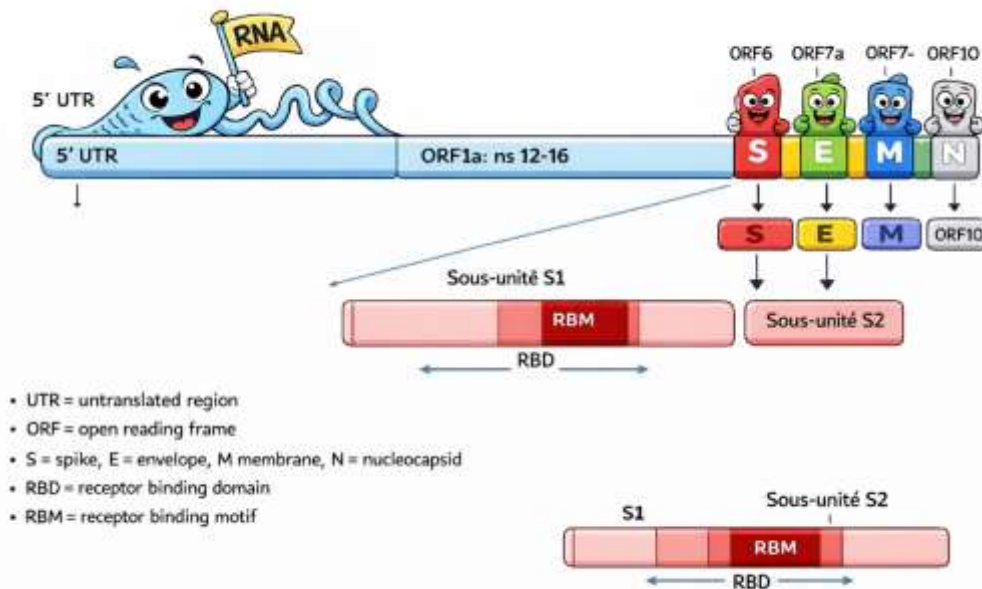 RNA
ORF6 ORF7a ORF7- ORF10
5' UTR
5' UTR ORF1a: ns 12-16 S E M N
S E M ORF10
Sous-unité S1
RBM Sous-unité S2
RBD
• UTR = untranslated region
• ORF = open reading frame
• S = spike, E = envelope, M membrane, N = nucleocapsid
• RBD = receptor binding domain
• RBM = receptor binding motif
Sous-unité S2
S1
RBM
RBD